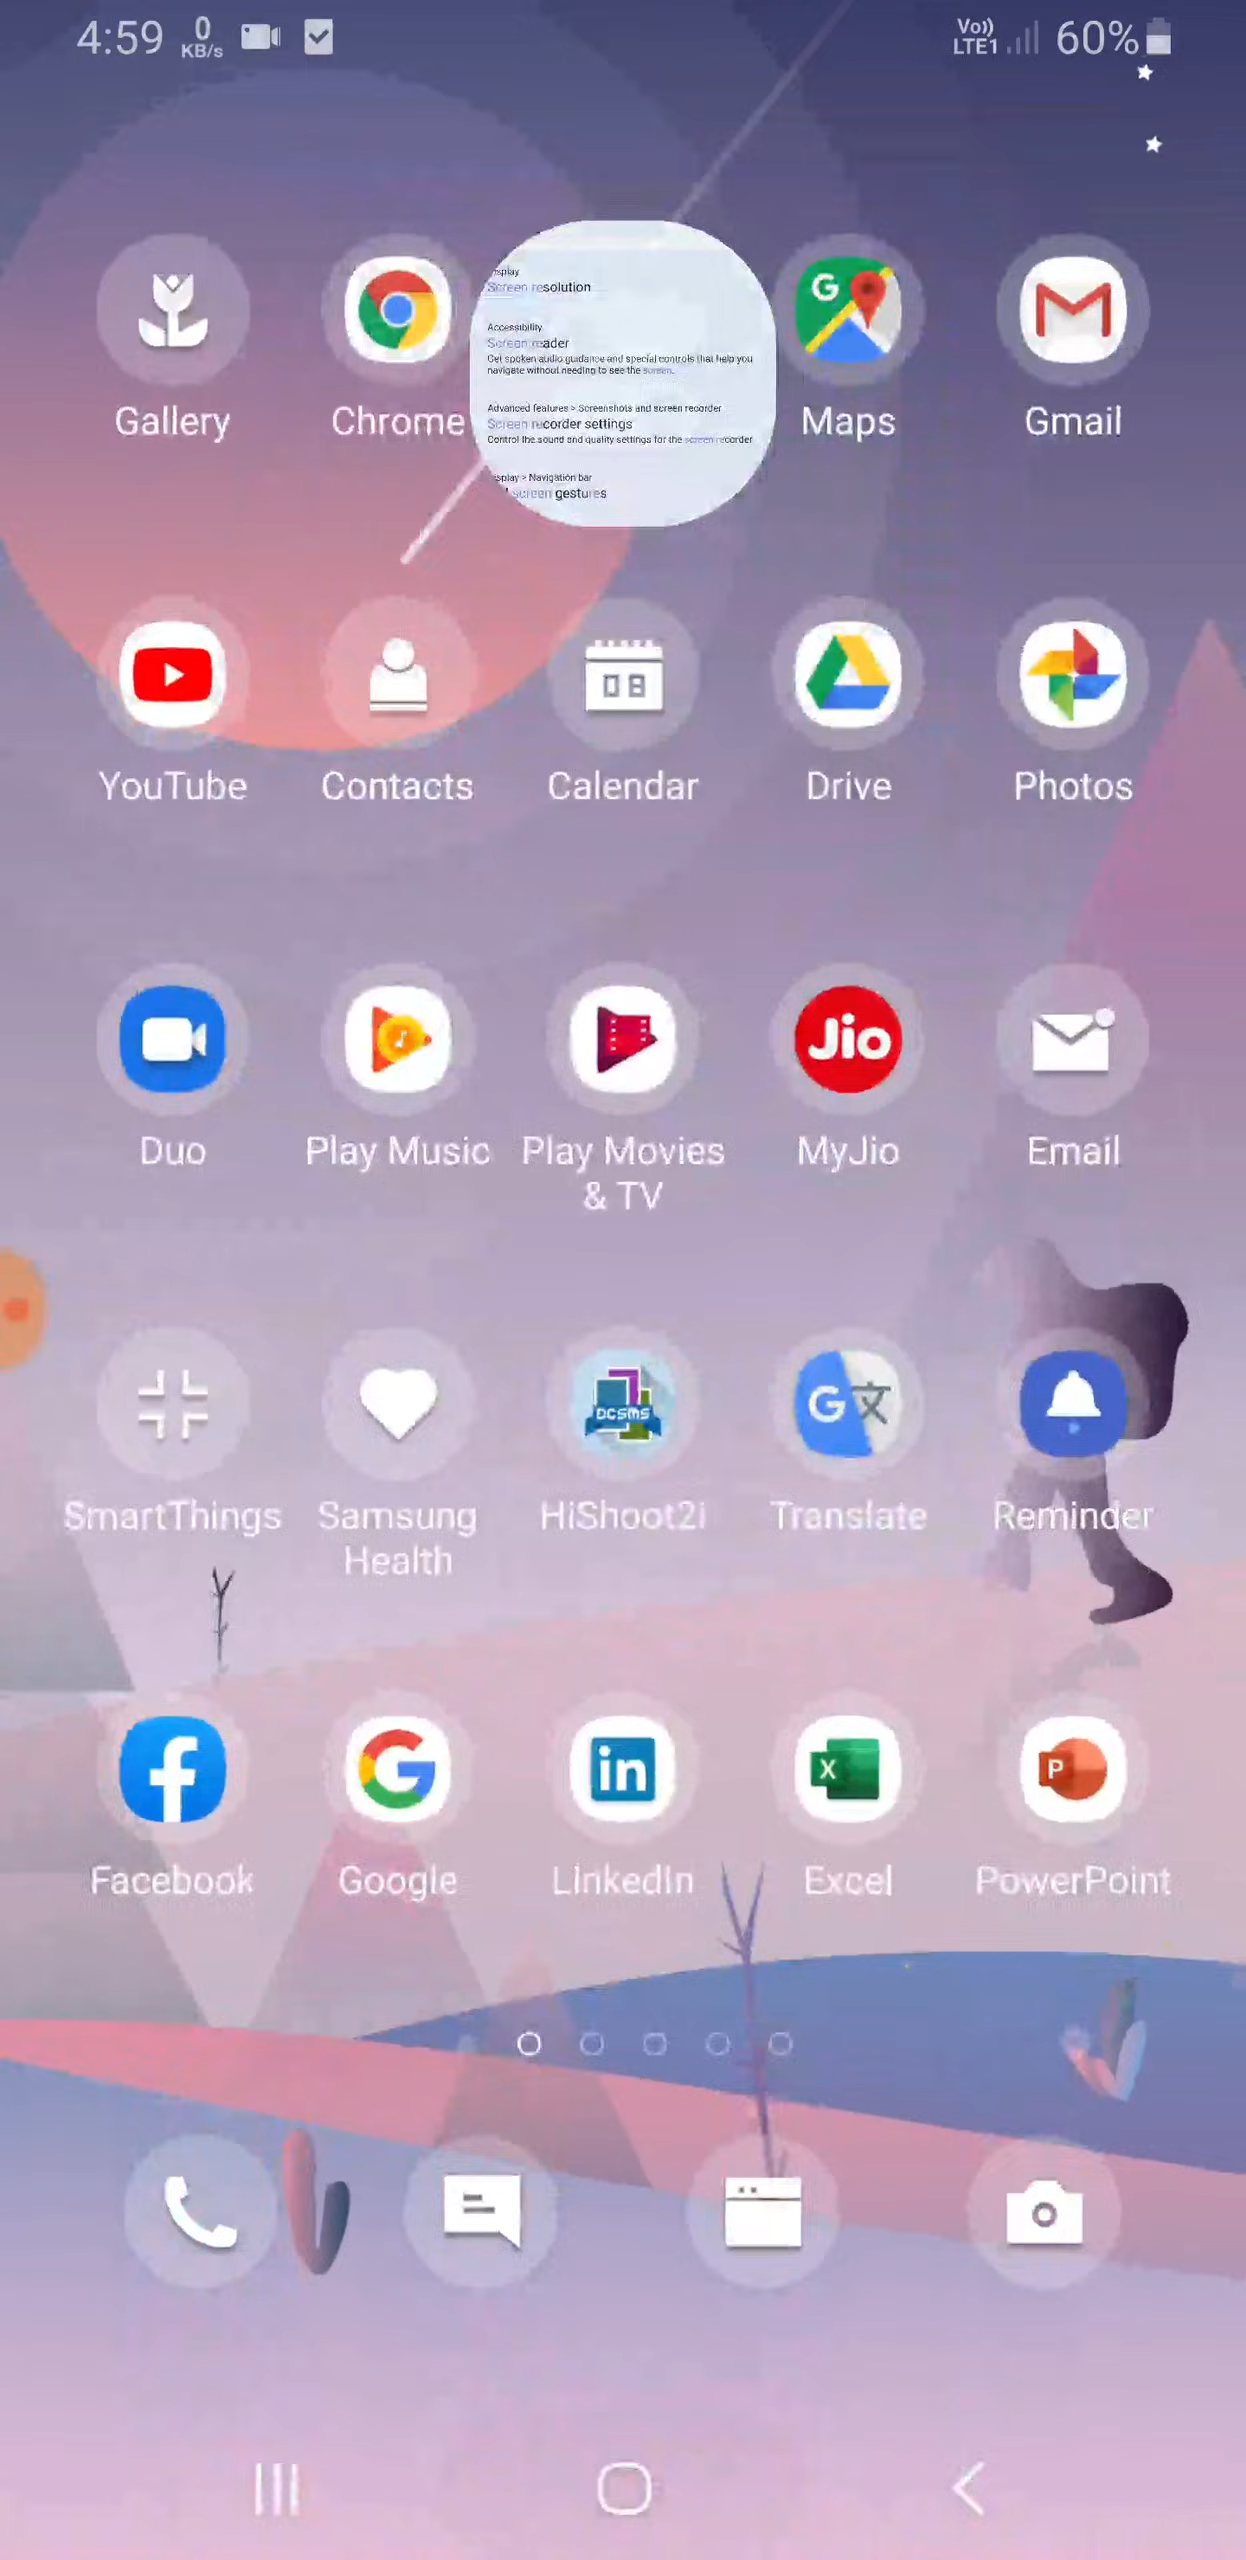 4:59 0 KB/s Vo)) LTE1 60%
Screen resolution
Accessibility
Screen reader
Get spoken audio guidance and special controls that help you
navigate without needing to see the screen.
Advanced features > Screenshots and screen recorder
Screen recorder settings
Control the sound and quality settings for the screen recorder
> Navigation bar
screen gestures
Gallery Chrome Maps Gmail
08
YouTube Contacts Calendar Drive Photos
Jio
Duo Play Music Play Movies & TV MyJio Email
DCSMS
SmartThings Samsung Health HiShoot2i Translate Reminder
Facebook Google LinkedIn Excel PowerPoint